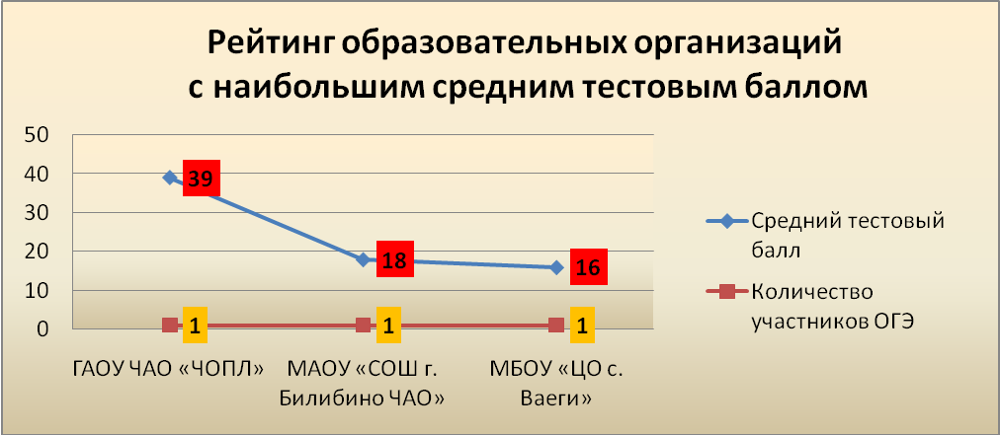 Рейтинг образовательных организаций
с наибольшим средним тестовым баллом
50
40
30
20
10
0
39
18
16
1
1
1
ГАОУ ЧАО «ЧОПЛ»
МАОУ «СОШ г.
Билибино ЧАО»
МБОУ «ЦО с.
Ваеги»
Средний тестовый
балл
Количество
участников ОГЭ